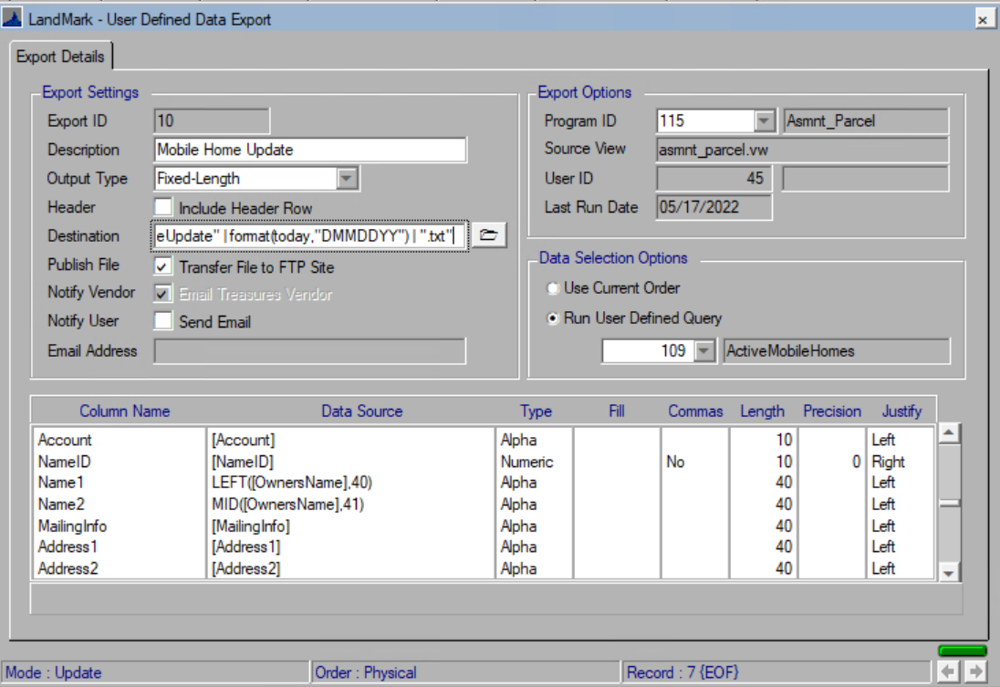 LandMark - User Defined Data Export
Export Details
Export Settings
Export ID 10
Description Mobile Home Update
Output Type Fixed-Length
Header Include Header Row
Destination eUpdate" | format(today,"DMMDDYY") | ".txt"
Publish File Transfer File to FTP Site
Notify Vendor Email Treasures Vendor
Notify User Send Email
Email Address
Export Options
Program ID 115 Asmnt_Parcel
Source View asmnt_parcel.vw
User ID 45
Last Run Date 05/17/2022
Data Selection Options
Use Current Order
Run User Defined Query
109 ActiveMobileHomes
Column Name Data Source Type Fill Commas Length Precision Justify
Account [Account] Alpha 10 Left
NameID [NameID] Numeric No 10 0 Right
Name1 LEFT([OwnersName],40) Alpha 40 Left
Name2 MID([OwnersName],41) Alpha 40 Left
MailingInfo [MailingInfo] Alpha 40 Left
Address1 [Address1] Alpha 40 Left
Address2 [Address2] Alpha 40 Left
Mode : Update Order : Physical Record : 7 {EOF}